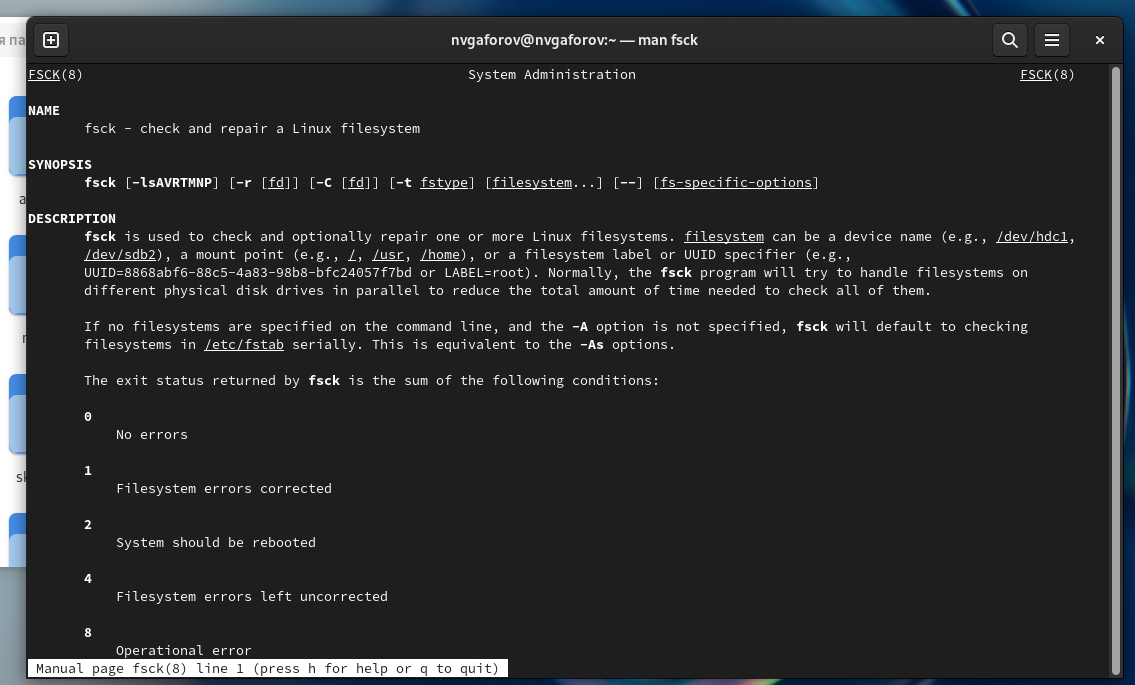 я па
nvgaforov@nvgaforov:~ — man fsck
FSCK(8) System Administration FSCK(8)
NAME
fsck - check and repair a Linux filesystem
SYNOPSIS
fsck [-lsAVRTMNP] [-r [fd]] [-C [fd]] [-t fstype] [filesystem...] [--] [fs-specific-options]
DESCRIPTION
fsck is used to check and optionally repair one or more Linux filesystems. filesystem can be a device name (e.g., /dev/hdc1,
/dev/sdb2), a mount point (e.g., /, /usr, /home), or a filesystem label or UUID specifier (e.g.,
UUID=8868abf6-88c5-4a83-98b8-bfc24057f7bd or LABEL=root). Normally, the fsck program will try to handle filesystems on
different physical disk drives in parallel to reduce the total amount of time needed to check all of them.
If no filesystems are specified on the command line, and the -A option is not specified, fsck will default to checking
filesystems in /etc/fstab serially. This is equivalent to the -As options.
The exit status returned by fsck is the sum of the following conditions:
0
No errors
1
Filesystem errors corrected
2
System should be rebooted
4
Filesystem errors left uncorrected
8
Operational error
Manual page fsck(8) line 1 (press h for help or q to quit)